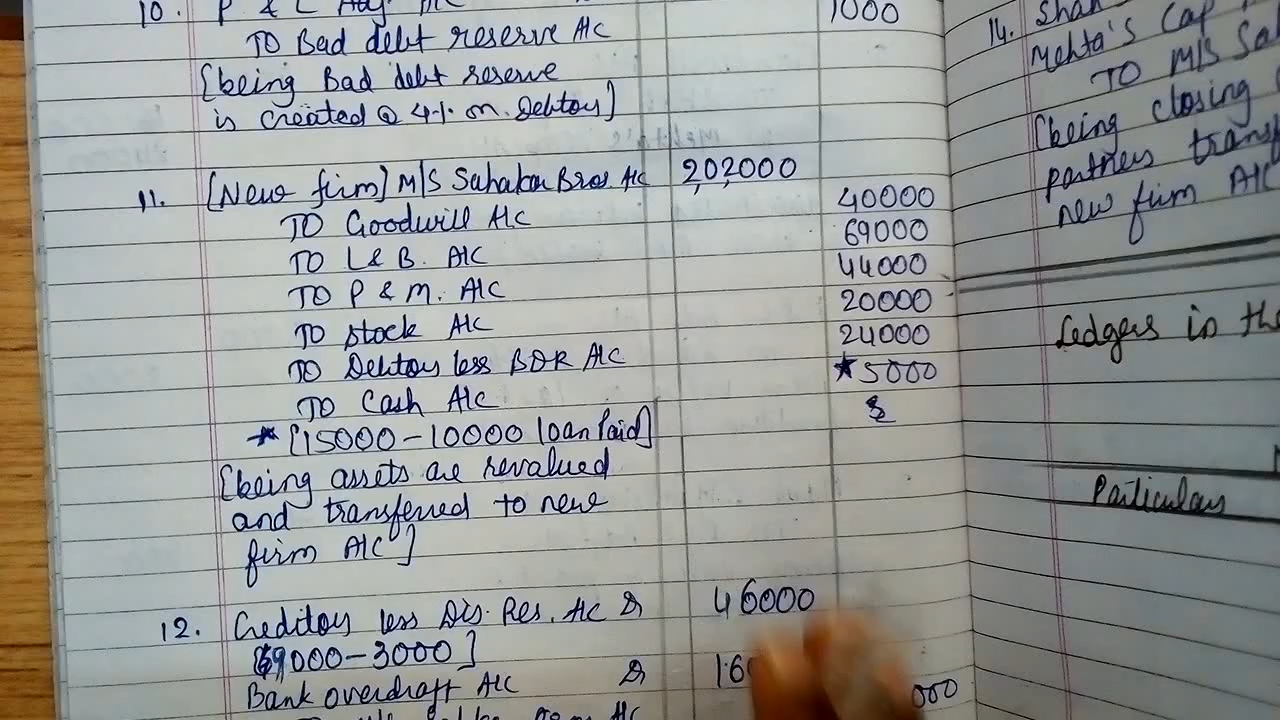 10. P & L Adj. A/c
1000
TO Bad debt reserve A/c
[being Bad debt reserve
is created @ 4% on. Debtors]
11. [New firm] M/S Sahakar Bros. A/c 202000
TO Goodwill A/c 40000
TO L & B. A/c 69000
TO P & M. A/c 44000
TO Stock A/c 20000
TO Debtors less BDR A/c 24000
TO Cash A/c ★5000
★ [15000 - 10000 loan Paid]
[being assets are revalued
and transferred to new
firm A/c]
12. Creditors less Dis. Res. A/c Dr 46000
[49000 - 3000]
Bank overdraft A/c Dr
000
14. Shah
Mehta's Cap
TO M/S
[being closing
partners
new firm A/c
Ledgers in the
Particulars